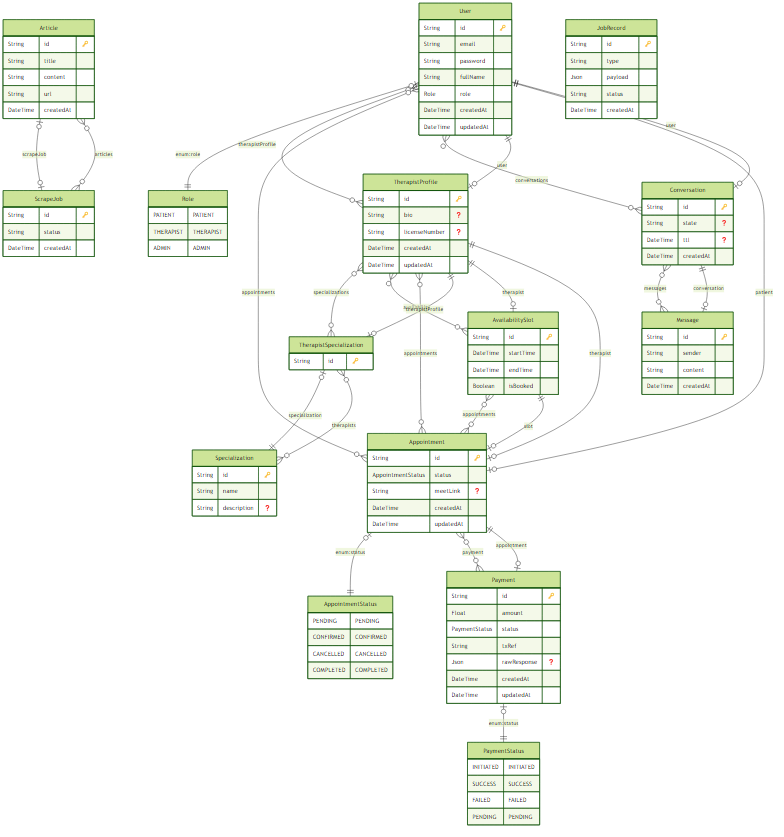 User
String id
String email
String password
String fullName
Role role
DateTime createdAt
DateTime updatedAt
JobRecord
String id
String type
Json payload
String status
DateTime createdAt
Article
String id
String title
String content
String url
DateTime createdAt
scrapeJob
articles
enum:role
therapistProfile
user
conversations
user
ScrapeJob
String id
String status
DateTime createdAt
Role
PATIENT PATIENT
THERAPIST THERAPIST
ADMIN ADMIN
TherapistProfile
String id
String bio ?
String licenseNumber ?
DateTime createdAt
DateTime updatedAt
Conversation
String id
String state ?
DateTime ttl ?
DateTime createdAt
appointments
specializations
therapistProfile
therapist
messages
conversation
patient
TherapistSpecialization
String id
AvailabilitySlot
String id
DateTime startTime
DateTime endTime
Boolean isBooked
Message
String id
String sender
String content
DateTime createdAt
appointments
therapist
specialization
therapists
appointments
slot
Specialization
String id
String name
String description ?
Appointment
String id
AppointmentStatus status
String meetLink ?
DateTime createdAt
DateTime updatedAt
enum:status
payment
appointment
AppointmentStatus
PENDING PENDING
CONFIRMED CONFIRMED
CANCELLED CANCELLED
COMPLETED COMPLETED
Payment
String id
Float amount
PaymentStatus status
String txRef
Json rawResponse ?
DateTime createdAt
DateTime updatedAt
enum:status
PaymentStatus
INITIATED INITIATED
SUCCESS SUCCESS
FAILED FAILED
PENDING PENDING